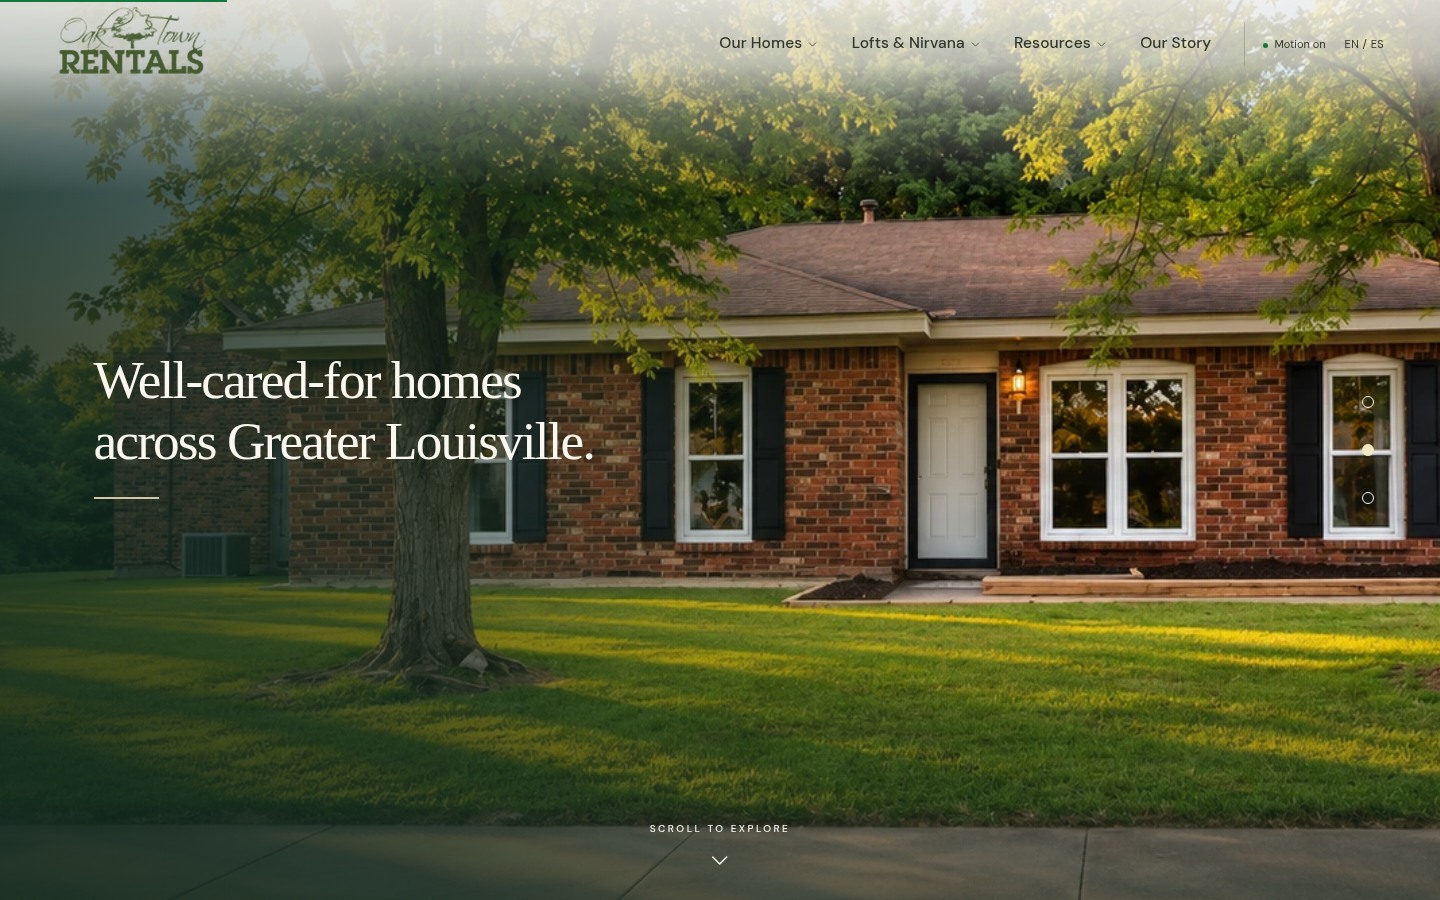 Oak Town
RENTALS
Our Homes
Lofts & Nirvana
Resources
Our Story
Motion on
EN / ES
Well-cared-for homes
across Greater Louisville.
SCROLL TO EXPLORE